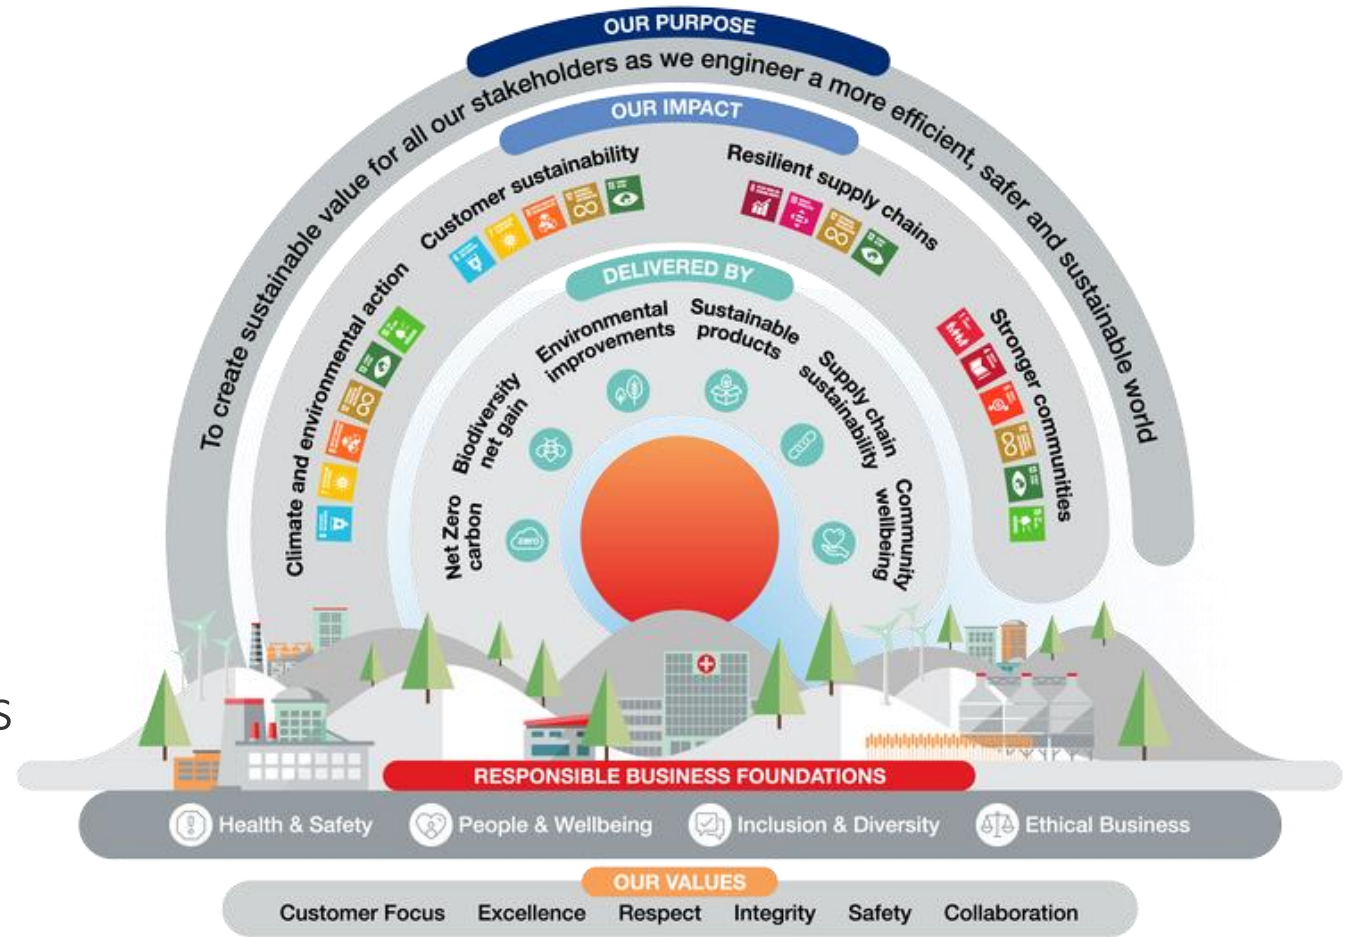 OUR PURPOSE
To create sustainable value for all our stakeholders as we engineer a more efficient, safer and sustainable world
OUR IMPACT
Climate and environmental action
Customer sustainability
Resilient supply chains
Stronger communities
DELIVERED BY
Net Zero
carbon
Biodiversity
net gain
Environmental
improvements
Sustainable
products
Supply chain
sustainability
Community
wellbeing
zero
S
RESPONSIBLE BUSINESS FOUNDATIONS
Health & Safety
People & Wellbeing
Inclusion & Diversity
Ethical Business
OUR VALUES
Customer Focus Excellence Respect Integrity Safety Collaboration